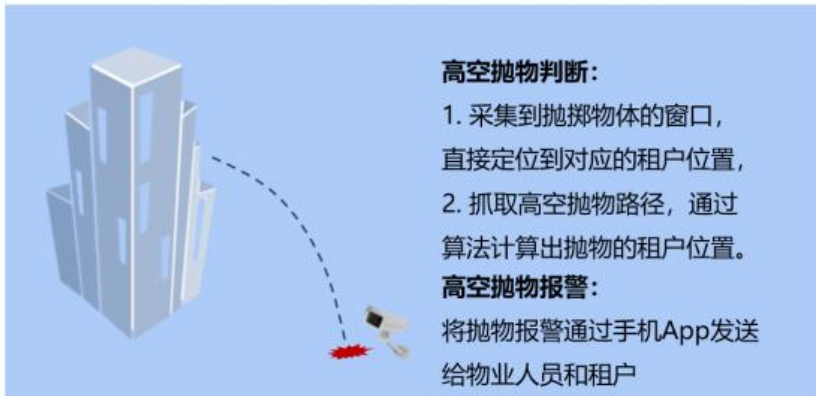 高空抛物判断：
1. 采集到抛掷物体的窗口，
直接定位到对应的租户位置，
2. 抓取高空抛物路径，通过
算法计算出抛物的租户位置。
高空抛物报警：
将抛物报警通过手机App发送
给物业人员和租户